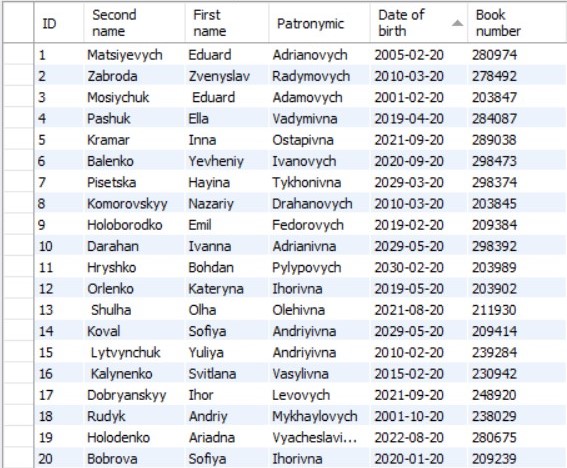 ID Second name First name Patronymic Date of birth Book number
1 Matsiyevych Eduard Adrianovych 2005-02-20 280974
2 Zabroda Zvenyslav Radymovych 2010-03-20 278492
3 Mosiychuk Eduard Adamovych 2001-02-20 203847
4 Pashuk Ella Vadymivna 2019-04-20 284087
5 Kramar Inna Ostapivna 2021-09-20 289038
6 Balenko Yevheniy Ivanovych 2020-09-20 298473
7 Pisetska Hayina Tykhonivna 2029-03-20 298374
8 Komorovskyy Nazariy Drahanovych 2010-03-20 203845
9 Holoborodko Emil Fedorovych 2019-02-20 209384
10 Darahan Ivanna Adrianivna 2029-05-20 298392
11 Hryshko Bohdan Pylypovych 2030-02-20 203989
12 Orlenko Kateryna Ihorivna 2019-05-20 203902
13 Shulha Olha Olehivna 2021-08-20 211930
14 Koval Sofiya Andriyivna 2029-05-20 209414
15 Lytvynchuk Yuliya Andriyivna 2010-02-20 239284
16 Kalynenko Svitlana Vasylivna 2015-02-20 230942
17 Dobryanskyy Ihor Levovych 2021-09-20 248920
18 Rudyk Andriy Mykhaylovych 2001-10-20 238029
19 Holodenko Ariadna Vyacheslavi... 2022-08-20 280675
20 Bobrova Sofiya Ihorivna 2020-01-20 209239